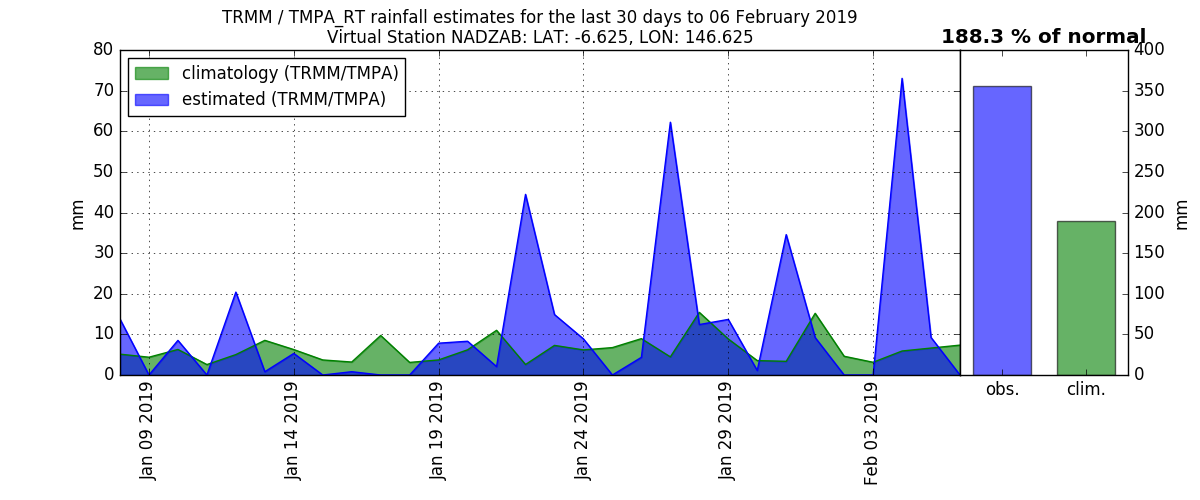 TRMM / TMPA_RT rainfall estimates for the last 30 days to 06 February 2019
Virtual Station NADZAB: LAT: -6.625, LON: 146.625
188.3 % of normal
climatology (TRMM/TMPA)
estimated (TRMM/TMPA)
mm
80
70
60
50
40
30
20
10
0
Jan 09 2019
Jan 14 2019
Jan 19 2019
Jan 24 2019
Jan 29 2019
Feb 03 2019
400
350
300
250
200
150
100
50
0
mm
obs.
clim.